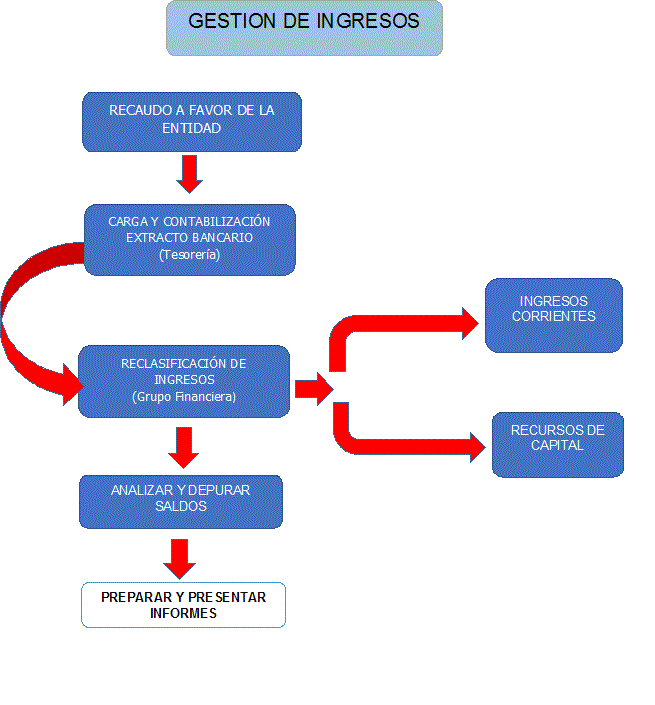 GESTION DE INGRESOS
RECAUDO A FAVOR DE LA
ENTIDAD
CARGA Y CONTABILIZACIÓN
EXTRACTO BANCARIO
(Tesorería)
RECLASIFICACIÓN DE
INGRESOS
(Grupo Financiera)
INGRESOS
CORRIENTES
RECURSOS DE
CAPITAL
ANALIZAR Y DEPURAR
SALDOS
PREPARAR Y PRESENTAR
INFORMES